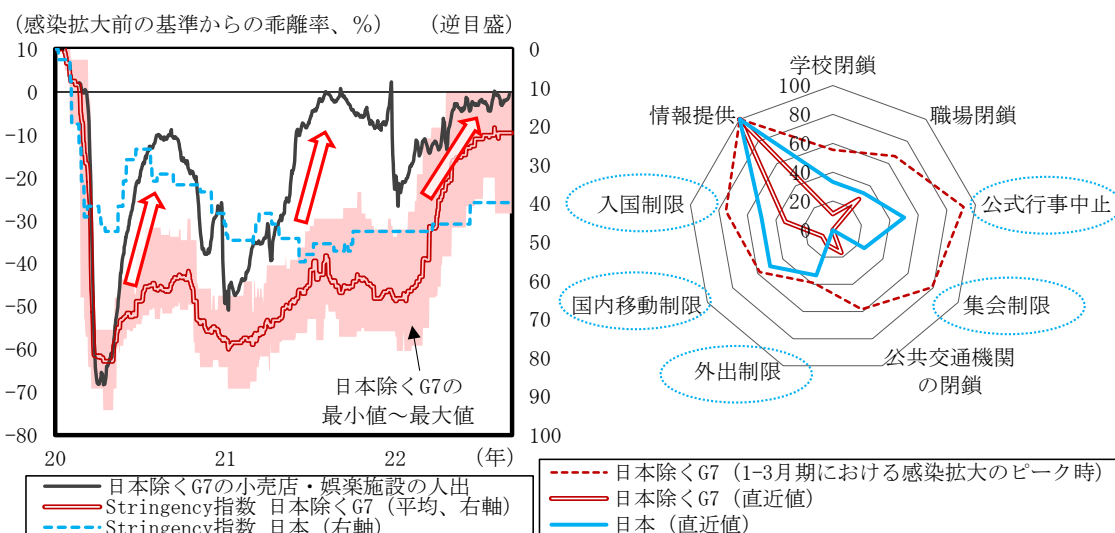 (感染拡大前の基準からの乖離率、%)
(逆目盛)
10
0
-10
-20
-30
-40
-50
-60
-70
-80
0
10
20
30
40
50
60
70
80
90
100
20
21
22
(年)
日本除くG7の
最小値～最大値
日本除くG7の小売店・娯楽施設の人出
Stringency指数 日本除くG7(平均、右軸)
Stringency指数 日本(右軸)
学校閉鎖
職場閉鎖
公式行事中止
集会制限
公共交通機関
の閉鎖
外出制限
国内移動制限
入国制限
情報提供
100
80
60
40
20
0
日本除くG7(1-3月期における感染拡大のピーク時)
日本除くG7(直近値)
日本(直近値)